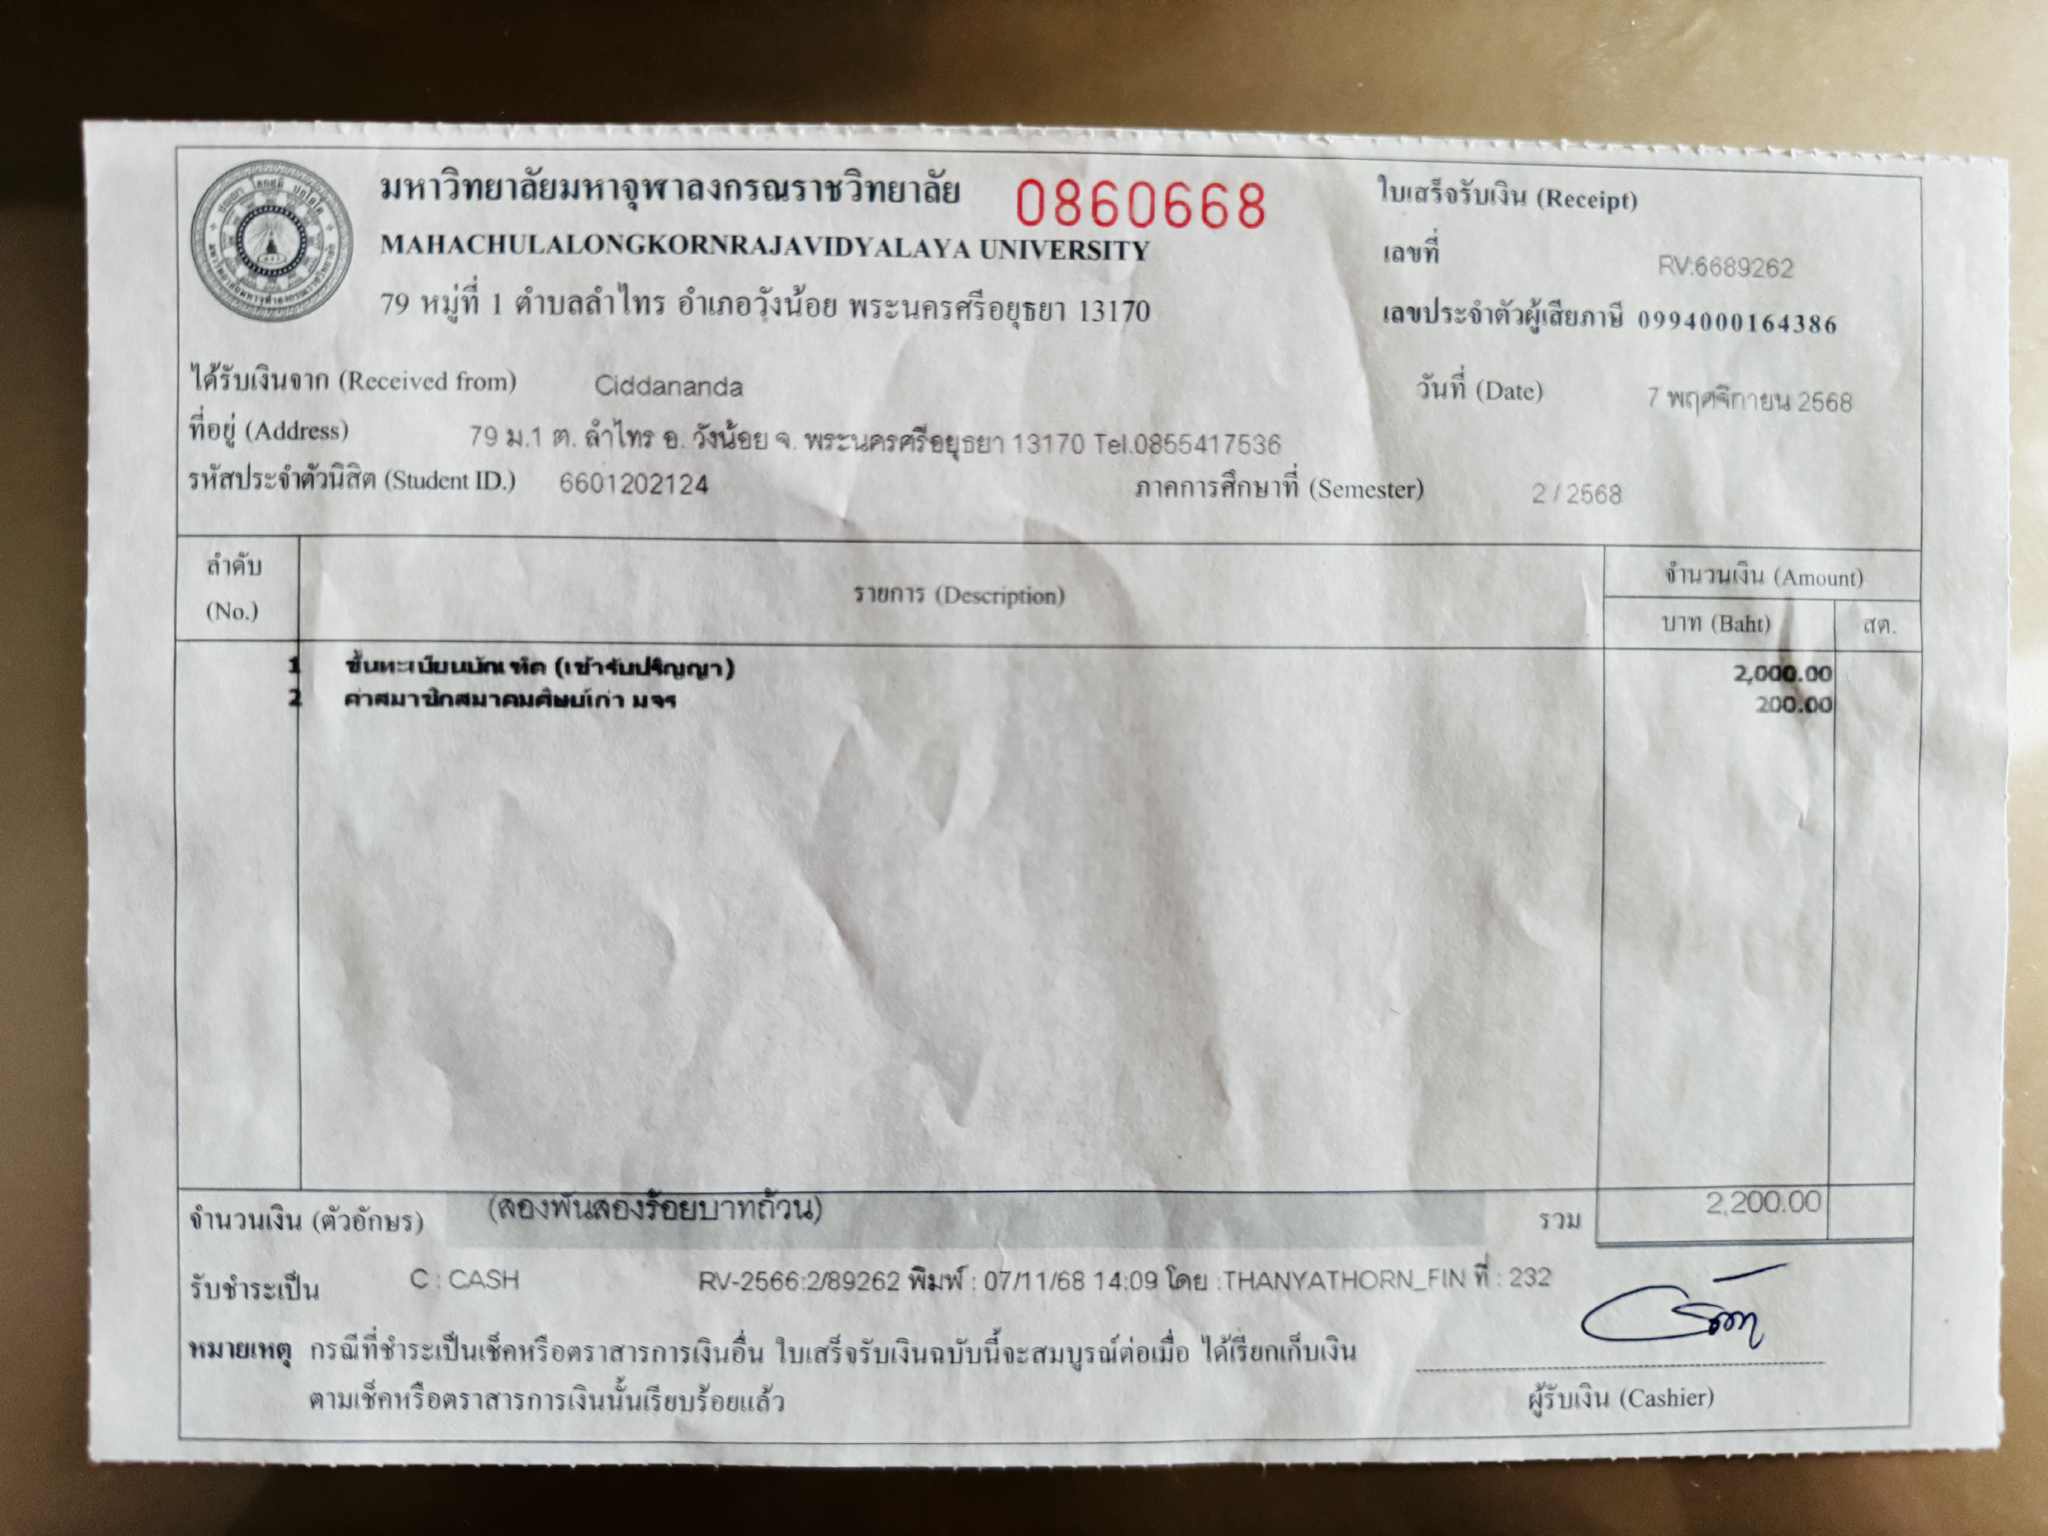 มหาวิทยาลัยมหาจุฬาลงกรณราชวิทยาลัย
0860668
ใบเสร็จรับเงิน (Receipt)
MAHACHULALONGKORNRAJAVIDYALAYA UNIVERSITY
เลขที่ RV:6689262
79 หมู่ที่ 1 ตำบลลำไทร อำเภอวังน้อย พระนครศรีอยุธยา 13170
เลขประจำตัวผู้เสียภาษี 0994000164386
ได้รับเงินจาก (Received from) Ciddananda
วันที่ (Date) 7 พฤศจิกายน 2568
ที่อยู่ (Address) 79 ม.1 ต. ลำไทร อ. วังน้อย จ. พระนครศรีอยุธยา 13170 Tel.0855417536
รหัสประจำตัวนิสิต (Student ID.) 6601202124
ภาคการศึกษาที่ (Semester) 2 / 2568
ลำดับ
(No.)
รายการ (Description)
จำนวนเงิน (Amount)
บาท (Baht) สต.
1 ขึ้นทะเบียนบัณฑิต (เข้ารับปริญญา) 2,000.00
2 ค่าสมาชิกสมาคมศิษย์เก่า มจร 200.00
จำนวนเงิน (ตัวอักษร) (สองพันสองร้อยบาทถ้วน) รวม 2,200.00
รับชำระเป็น C : CASH RV-2566:2/89262 พิมพ์ : 07/11/68 14:09 โดย :THANYATHORN_FIN ที่ : 232
หมายเหตุ กรณีที่ชำระเป็นเช็คหรือตราสารการเงินอื่น ใบเสร็จรับเงินฉบับนี้จะสมบูรณ์ต่อเมื่อ ได้เรียกเก็บเงิน
ตามเช็คหรือตราสารการเงินนั้นเรียบร้อยแล้ว
ผู้รับเงิน (Cashier)